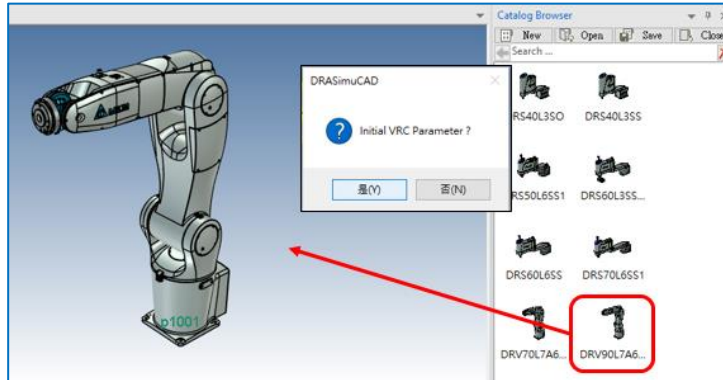 Catalog Browser
New Open Save Close
Search ...
DRASimuCAD
Initial VRC Parameter ?
是(Y) 否(N)
DRS40L3SO DRS40L3SS
RS50L6SS1 DRS60L3SS...
DRS60L6SS DRS70L6SS1
DRV70L7A6... DRV90L7A6...
p1001